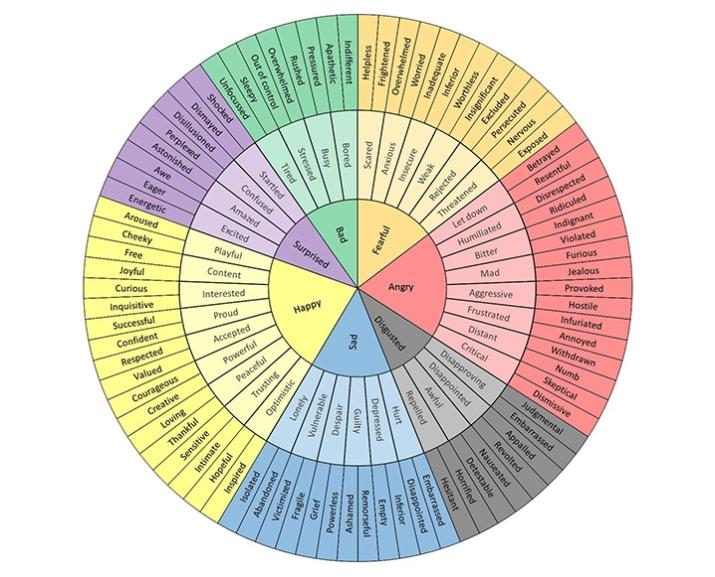 Fearful
Angry
Disgusted
Sad
Happy
Surprised
Bad
Scared
Anxious
Insecure
Weak
Rejected
Threatened
Let down
Humiliated
Bitter
Mad
Aggressive
Frustrated
Distant
Critical
Disapproving
Disappointed
Awful
Repelled
Hurt
Depressed
Guilty
Despair
Vulnerable
Lonely
Optimistic
Trusting
Peaceful
Powerful
Accepted
Proud
Interested
Content
Playful
Excited
Amazed
Confused
Startled
Tired
Stressed
Busy
Bored
Helpless
Frightened
Overwhelmed
Worried
Inadequate
Inferior
Worthless
Insignificant
Excluded
Persecuted
Nervous
Exposed
Betrayed
Resentful
Disrespected
Ridiculed
Indignant
Violated
Furious
Jealous
Provoked
Hostile
Infuriated
Annoyed
Withdrawn
Numb
Skeptical
Dismissive
Judgmental
Embarrassed
Appalled
Revolted
Nauseated
Detestable
Horrified
Hesitant
Embarrassed
Disappointed
Inferior
Empty
Remorseful
Ashamed
Powerless
Grief
Fragile
Victimized
Abandoned
Isolated
Inspired
Hopeful
Intimate
Sensitive
Thankful
Loving
Creative
Courageous
Valued
Respected
Confident
Successful
Inquisitive
Curious
Joyful
Free
Cheeky
Aroused
Energetic
Eager
Awe
Astonished
Perplexed
Disillusioned
Dismayed
Shocked
Unfocussed
Sleepy
Out of control
Overwhelmed
Rushed
Pressured
Apathetic
Indifferent